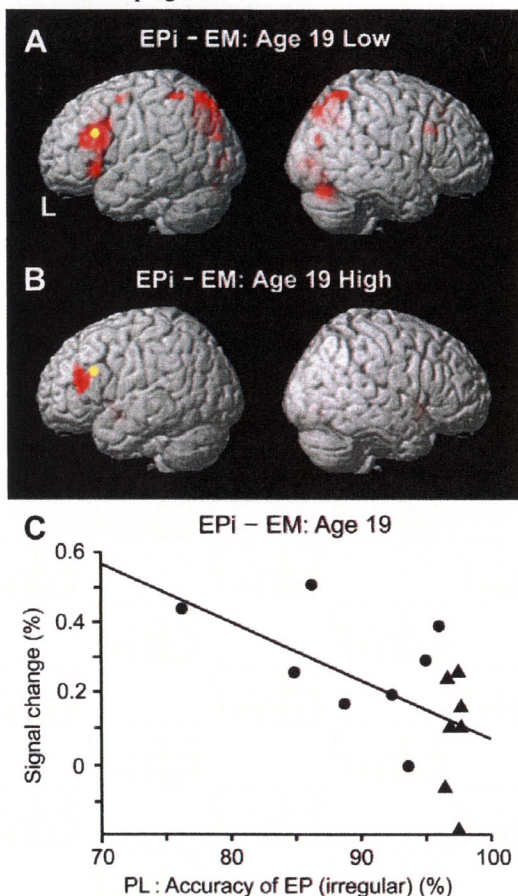 A EPi – EM: Age 19 Low
L
B EPi – EM: Age 19 High
C EPi – EM: Age 19
0.6
0.4
0.2
0
Signal change (%)
70 80 90 100
PL : Accuracy of EP (irregular) (%)